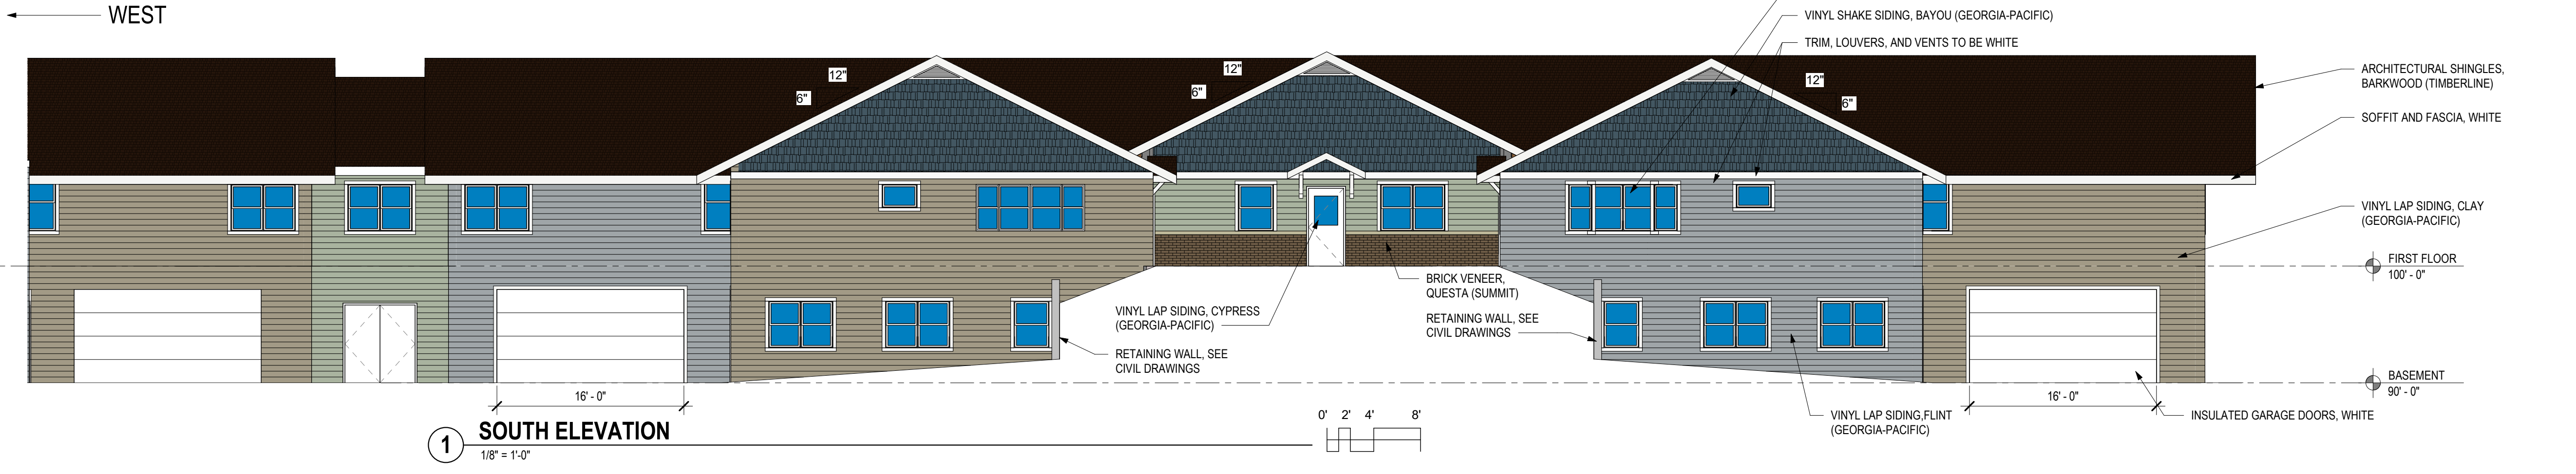 WEST
VINYL SHAKE SIDING, BAYOU (GEORGIA-PACIFIC)
TRIM, LOUVERS, AND VENTS TO BE WHITE
12"
6"
12"
6"
12"
6"
ARCHITECTURAL SHINGLES,
BARKWOOD (TIMBERLINE)
SOFFIT AND FASCIA, WHITE
VINYL LAP SIDING, CLAY
(GEORGIA-PACIFIC)
FIRST FLOOR
100' - 0"
BRICK VENEER,
QUESTA (SUMMIT)
VINYL LAP SIDING, CYPRESS
(GEORGIA-PACIFIC)
RETAINING WALL, SEE
CIVIL DRAWINGS
RETAINING WALL, SEE
CIVIL DRAWINGS
BASEMENT
90' - 0"
16' - 0"
16' - 0"
VINYL LAP SIDING,FLINT
(GEORGIA-PACIFIC)
INSULATED GARAGE DOORS, WHITE
0' 2' 4' 8'
1
SOUTH ELEVATION
1/8" = 1'-0"